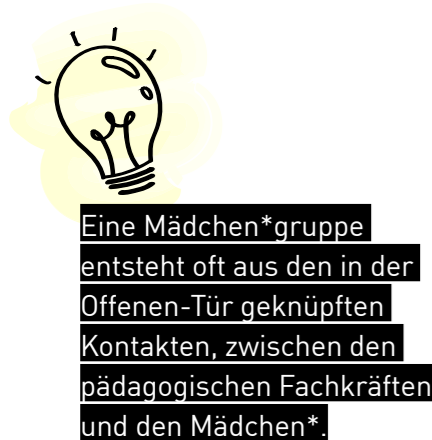 Eine Mädchen*gruppe
entsteht oft aus den in der
Offenen-Tür geknüpften
Kontakten, zwischen den
pädagogischen Fachkräften
und den Mädchen*.